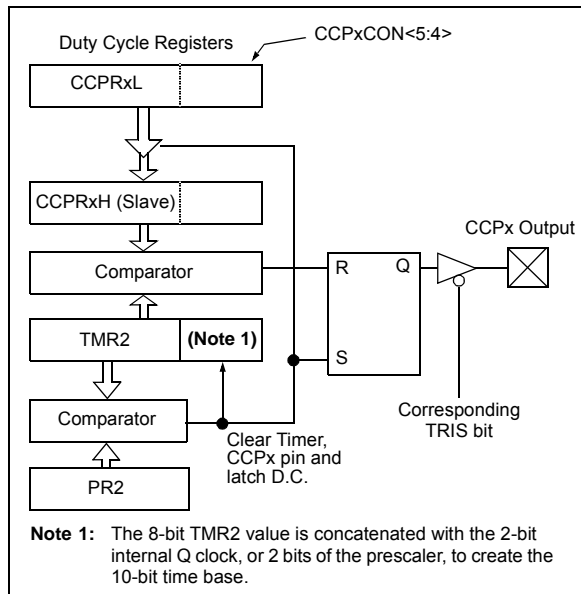 Duty Cycle Registers
CCPxCON<5:4>
CCPRxL
CCPRxH (Slave)
CCPx Output
Comparator
R
Q
TMR2
(Note 1)
S
Comparator
Clear Timer,
CCPx pin and
latch D.C.
Corresponding
TRIS bit
PR2
Note 1: The 8-bit TMR2 value is concatenated with the 2-bit
internal Q clock, or 2 bits of the prescaler, to create the
10-bit time base.